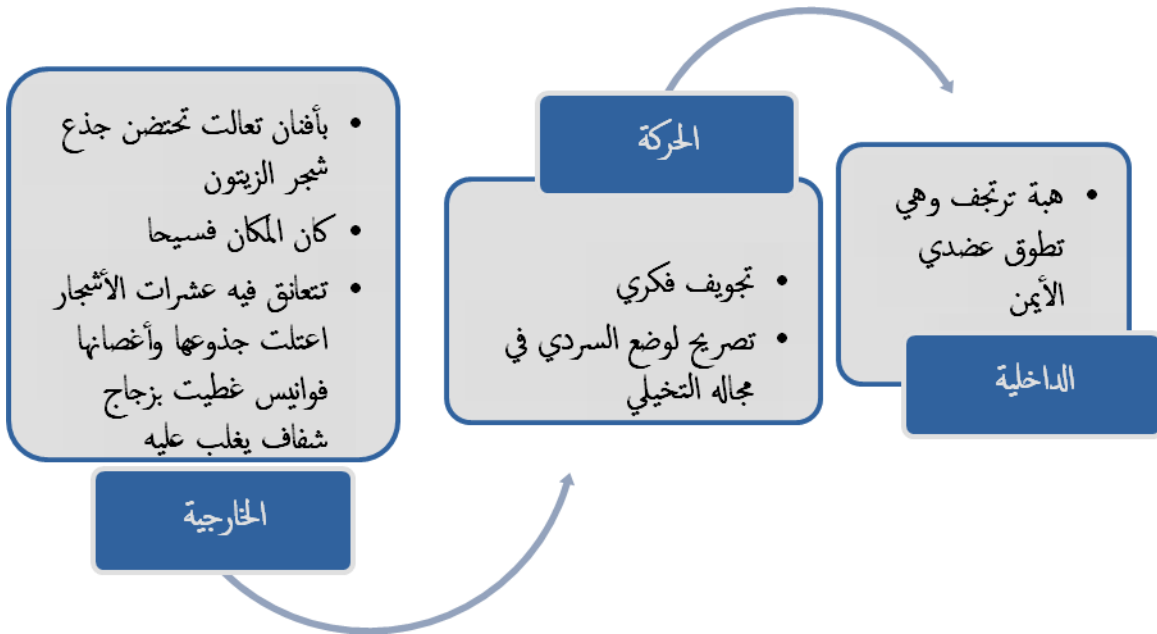 • بأفنان تعالت تحتضن جذع
شجر الزيتون
• كان المكان فسيحا
• تتعانق فيه عشرات الأشجار
اعتلت جذوعها وأغصانها
فوانيس غطيت بزجاج
شفاف يغلب عليه
الخارجية
الحركة
• تجويف فكري
• تصريح لوضع السردي في
مجاله التخيلي
• هبة ترتجف وهي
تطوق عضدي
الأيمن
الداخلية